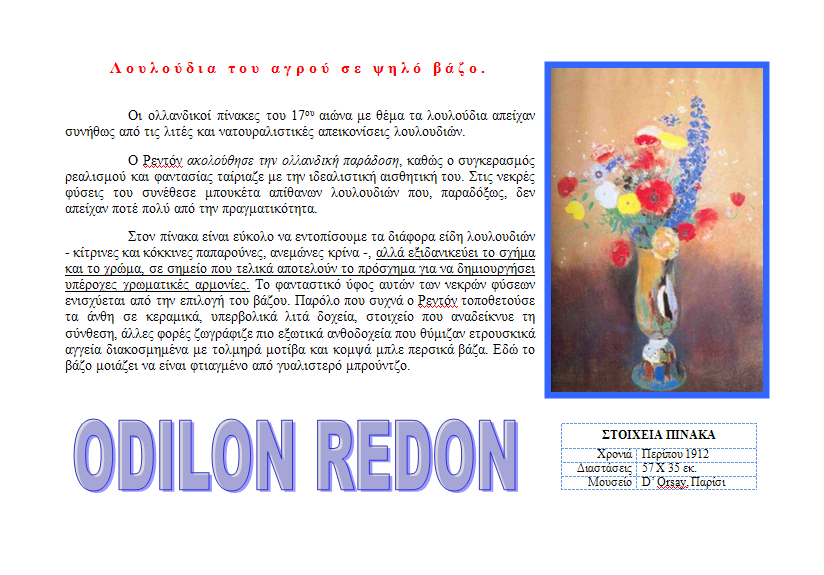 Λουλούδια του αγρού σε ψηλό βάζο.
Οι ολλανδικοί πίνακες του 17ου αιώνα με θέμα τα λουλούδια απείχαν
συνήθως από τις λιτές και νατουραλιστικές απεικονίσεις λουλουδιών.
Ο Ρεντόν ακολούθησε την ολλανδική παράδοση, καθώς ο συγκερασμός
ρεαλισμού και φαντασίας ταίριαζε με την ιδεαλιστική αισθητική του. Στις νεκρές
φύσεις του συνέθεσε μπουκέτα απίθανων λουλουδιών που, παραδόξως, δεν
απείχαν ποτέ πολύ από την πραγματικότητα.
Στον πίνακα είναι εύκολο να εντοπίσουμε τα διάφορα είδη λουλουδιών
- κίτρινες και κόκκινες παπαρούνες, ανεμώνες κρίνα -, αλλά εξιδανικεύει το σχήμα
και το χρώμα, σε σημείο που τελικά αποτελούν το πρόσχημα για να δημιουργήσει
υπέροχες χρωματικές αρμονίες. Το φανταστικό ύφος αυτών των νεκρών φύσεων
ενισχύεται από την επιλογή του βάζου. Παρόλο που συχνά ο Ρεντόν τοποθετούσε
τα άνθη σε κεραμικά, υπερβολικά λιτά δοχεία, στοιχείο που αναδείκνυε τη
σύνθεση, άλλες φορές ζωγράφιζε πιο εξωτικά ανθοδοχεία που θύμιζαν ετρουσκικά
αγγεία διακοσμημένα με τολμηρά μοτίβα και κομψά μπλε περσικά βάζα. Εδώ το
βάζο μοιάζει να είναι φτιαγμένο από γυαλιστερό μπρούντζο.
ODILON REDON
ΣΤΟΙΧΕΙΑ ΠΙΝΑΚΑ
Χρονιά Περίπου 1912
Διαστάσεις 57 Χ 35 εκ.
Μουσείο D΄ Orsay, Παρίσι